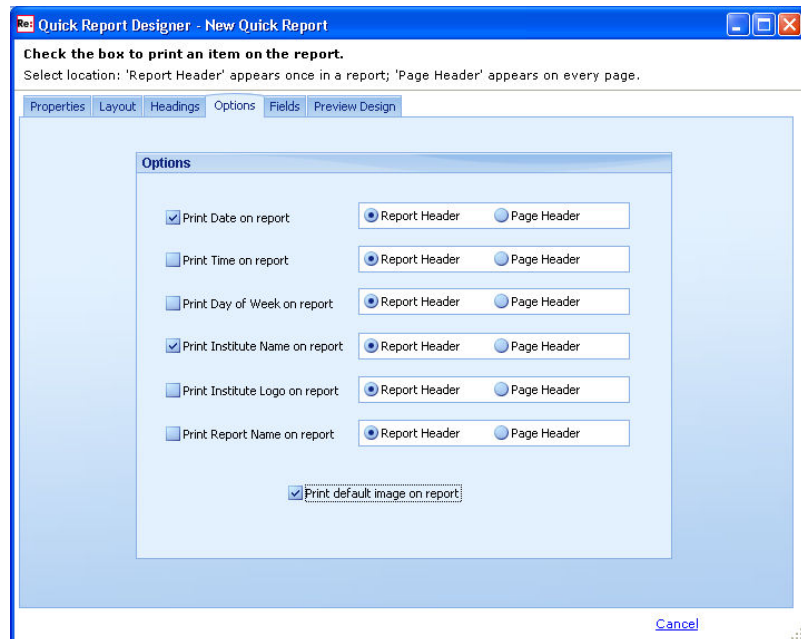 Re: Quick Report Designer - New Quick Report
Check the box to print an item on the report.
Select location: 'Report Header' appears once in a report; 'Page Header' appears on every page.
Properties Layout Headings Options Fields Preview Design
Options
Print Date on report Report Header Page Header
Print Time on report Report Header Page Header
Print Day of Week on report Report Header Page Header
Print Institute Name on report Report Header Page Header
Print Institute Logo on report Report Header Page Header
Print Report Name on report Report Header Page Header
Print default image on report
Cancel